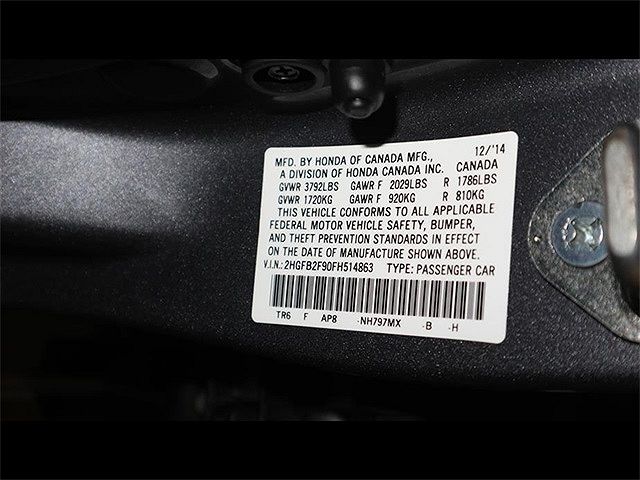 MFD. BY HONDA OF CANADA MFG., 12/'14
A DIVISION OF HONDA CANADA INC. CANADA
GVWR 3792LBS GAWR F 2029LBS R 1786LBS
GVWR 1720KG GAWR F 920KG R 810KG
THIS VEHICLE CONFORMS TO ALL APPLICABLE
FEDERAL MOTOR VEHICLE SAFETY, BUMPER,
AND THEFT PREVENTION STANDARDS IN EFFECT
ON THE DATE OF MANUFACTURE SHOWN ABOVE.
V.I.N.: 2HGFB2F90FH514863 TYPE: PASSENGER CAR
TR6 F AP8 -NH797MX -B -H